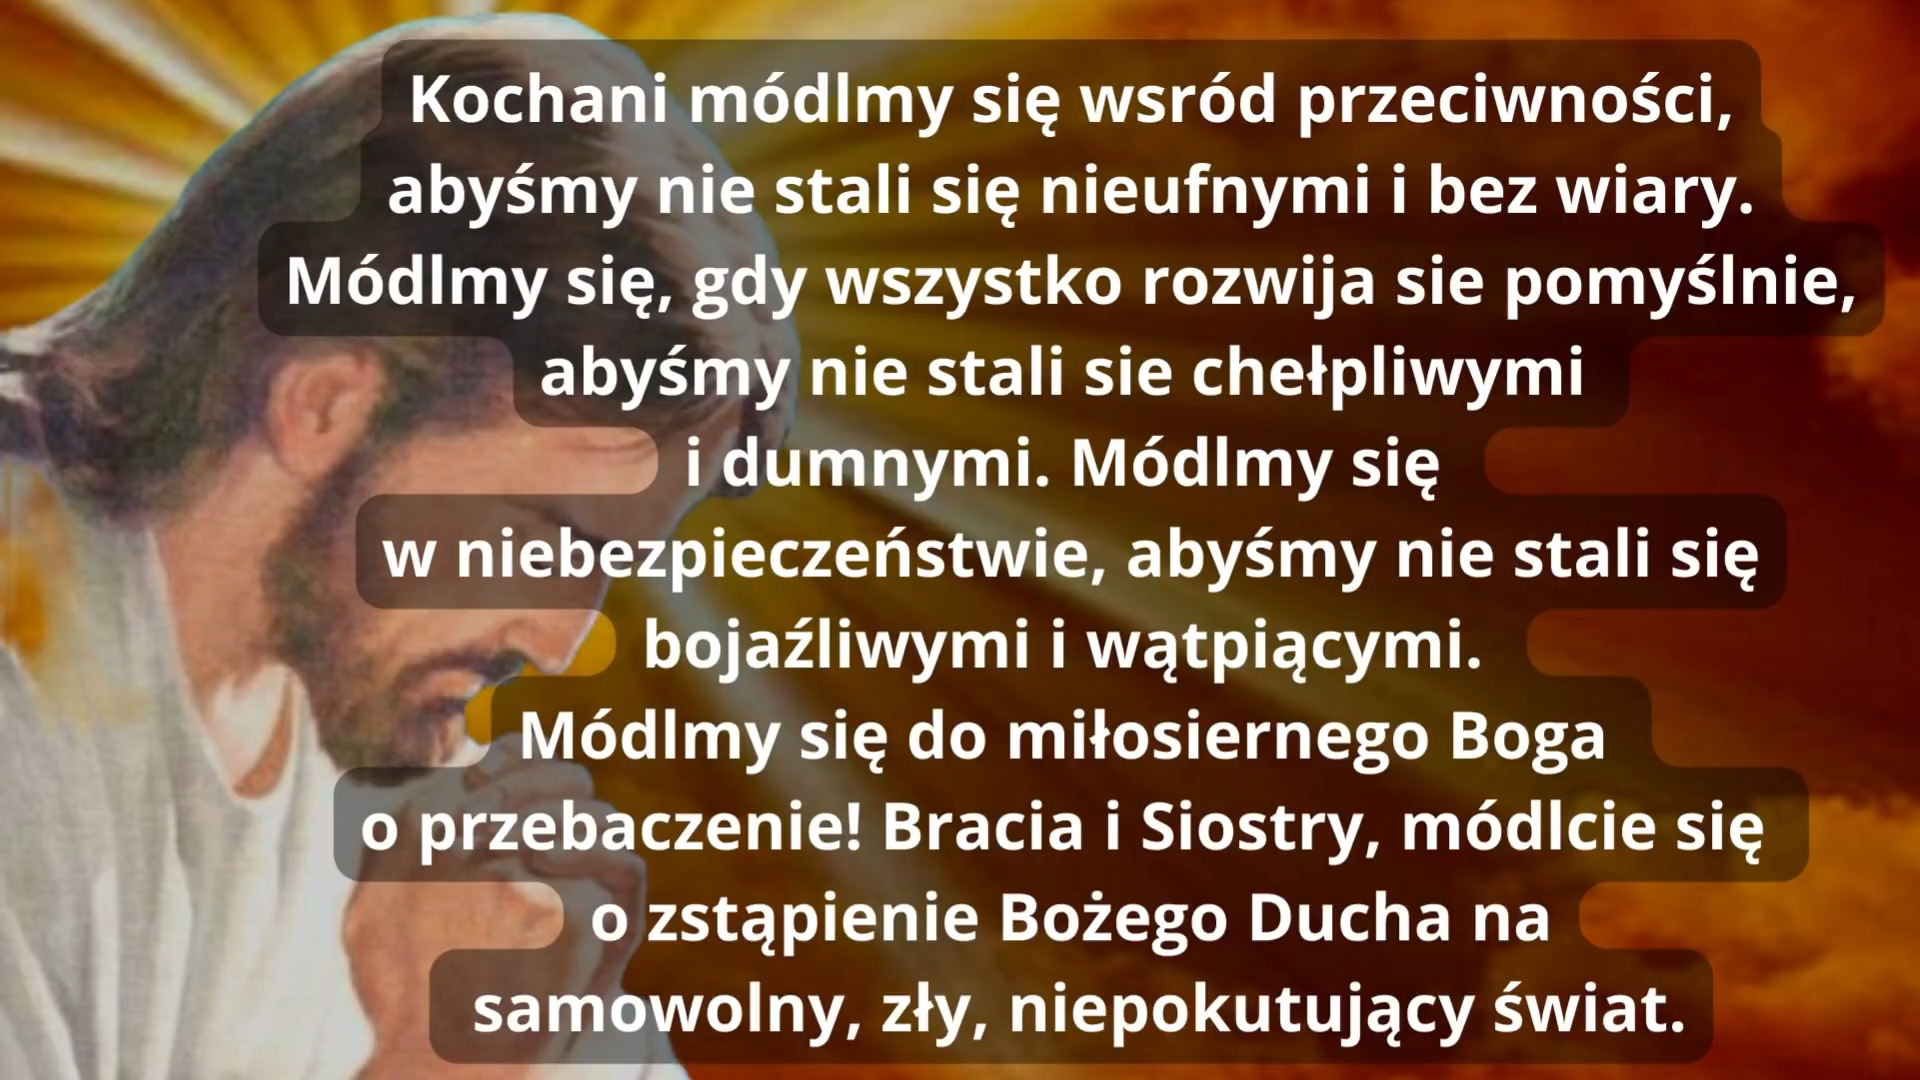 Kochani módlmy się wsród przeciwności,
abyśmy nie stali się nieufnymi i bez wiary.
Módlmy się, gdy wszystko rozwija sie pomyślnie,
abyśmy nie stali sie chełpliwymi
i dumnymi. Módlmy się
w niebezpieczeństwie, abyśmy nie stali się
bojaźliwymi i wątpiącymi.
Módlmy się do miłosiernego Boga
o przebaczenie! Bracia i Siostry, módlcie się
o zstąpienie Bożego Ducha na
samowolny, zły, niepokutujący świat.